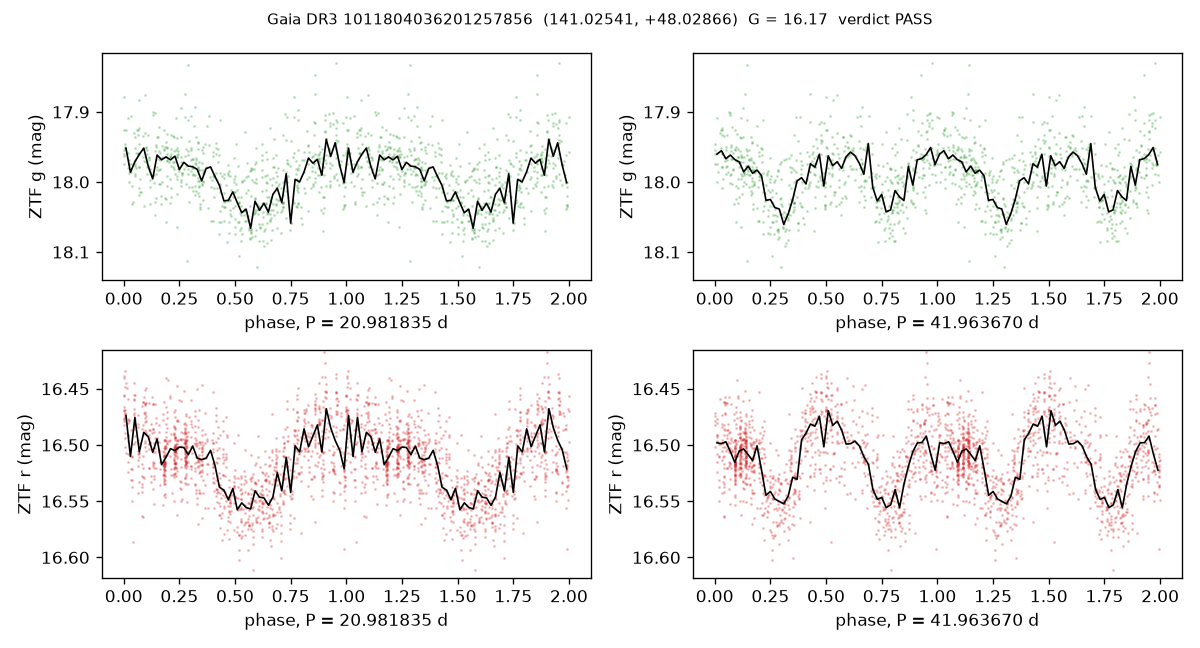 Gaia DR3 1011804036201257856 (141.02541, +48.02866) G = 16.17 verdict PASS
ZTF g (mag)
17.9
18.0
18.1
0.00 0.25 0.50 0.75 1.00 1.25 1.50 1.75 2.00
phase, P = 20.981835 d
ZTF g (mag)
17.9
18.0
18.1
0.00 0.25 0.50 0.75 1.00 1.25 1.50 1.75 2.00
phase, P = 41.963670 d
ZTF r (mag)
16.45
16.50
16.55
16.60
0.00 0.25 0.50 0.75 1.00 1.25 1.50 1.75 2.00
phase, P = 20.981835 d
ZTF r (mag)
16.45
16.50
16.55
16.60
0.00 0.25 0.50 0.75 1.00 1.25 1.50 1.75 2.00
phase, P = 41.963670 d